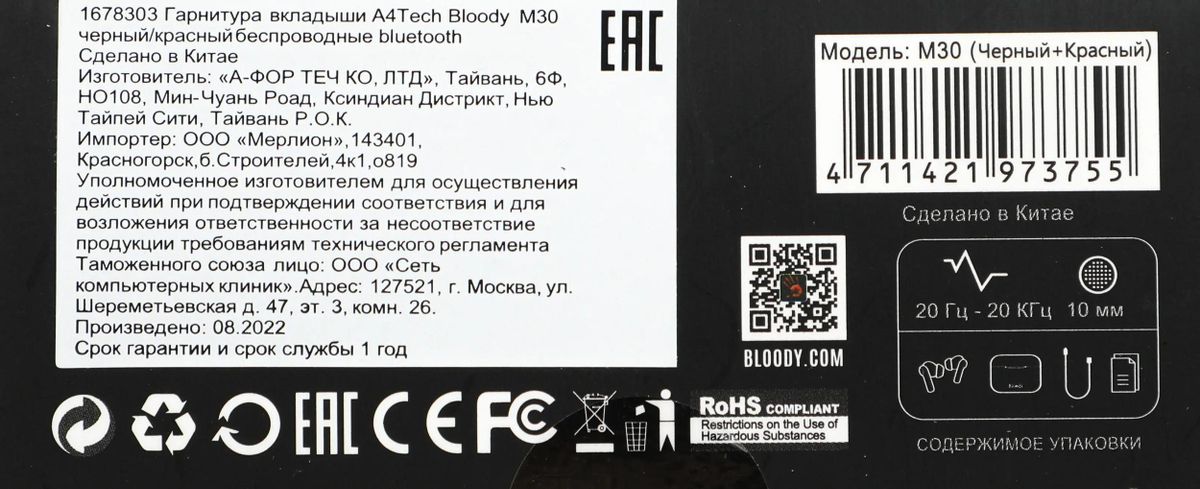 1678303 Гарнитура вкладыши A4Tech Bloody M30
черный/красный беспроводные bluetooth
Сделано в Китае
Изготовитель: «А-ФОР ТЕЧ КО, ЛТД», Тайвань, 6Ф,
НО108, Мин-Чуань Роад, Ксиндиан Дистрикт, Нью
Тайпей Сити, Тайвань Р.О.К.
Импортер: ООО «Мерлион»,143401,
Красногорск,б.Строителей,4к1,о819
Уполномоченное изготовителем для осуществления
действий при подтверждении соответствия и для
возложения ответственности за несоответствие
продукции требованиям технического регламента
Таможенного союза лицо: ООО «Сеть
компьютерных клиник».Адрес: 127521, г. Москва, ул.
Шереметьевская д. 47, эт. 3, комн. 26.
Произведено: 08.2022
Срок гарантии и срок службы 1 год
EAC
Модель: M30 (Черный+Красный)
4 711421 973755
Сделано в Китае
BLOODY.COM
20 Гц - 20 КГц 10 мм
СОДЕРЖИМОЕ УПАКОВКИ
EAC CE FC
RoHS COMPLIANT
Restrictions on the Use of
Hazardous Substances